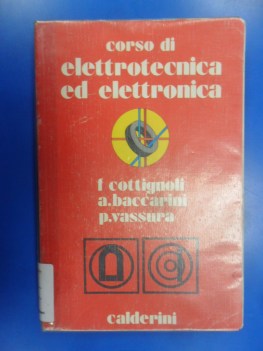 corso di
elettrotecnica
ed elettronica
f cottignoli
a.baccarini
p.vassura
calderini